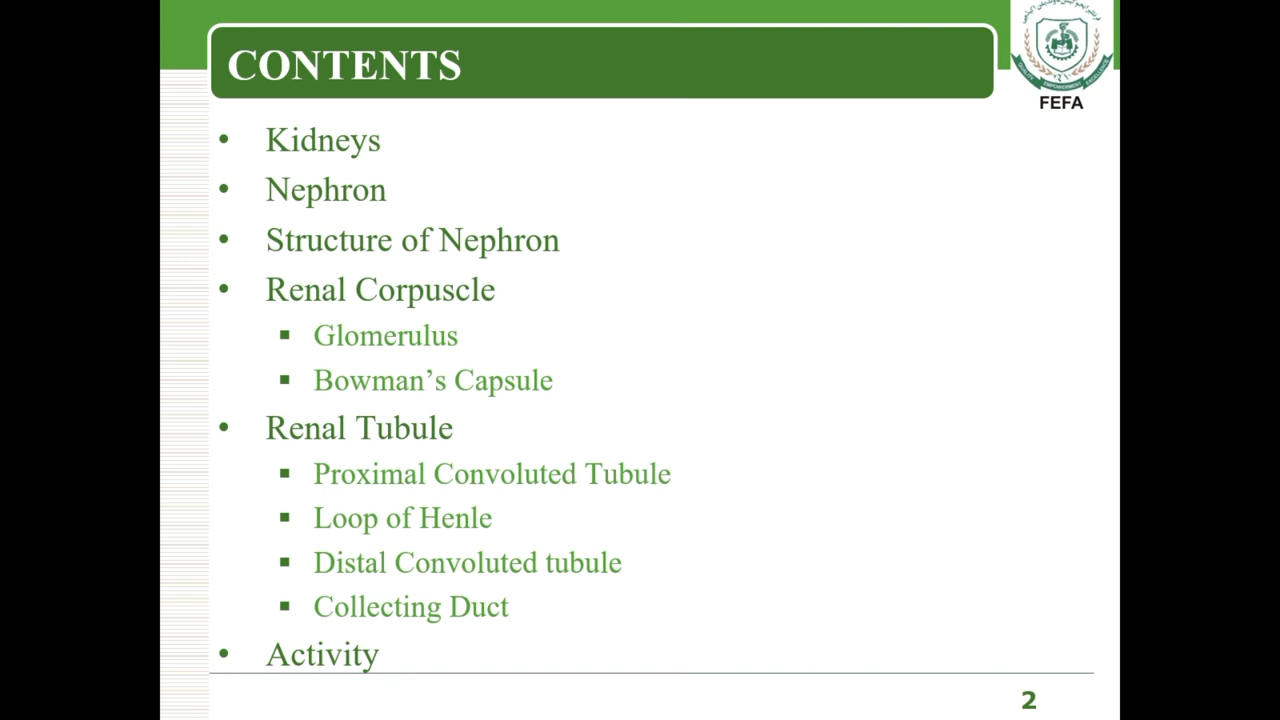 CONTENTS
FEFA
• Kidneys
• Nephron
• Structure of Nephron
• Renal Corpuscle
▪ Glomerulus
▪ Bowman’s Capsule
• Renal Tubule
▪ Proximal Convoluted Tubule
▪ Loop of Henle
▪ Distal Convoluted tubule
▪ Collecting Duct
• Activity
2